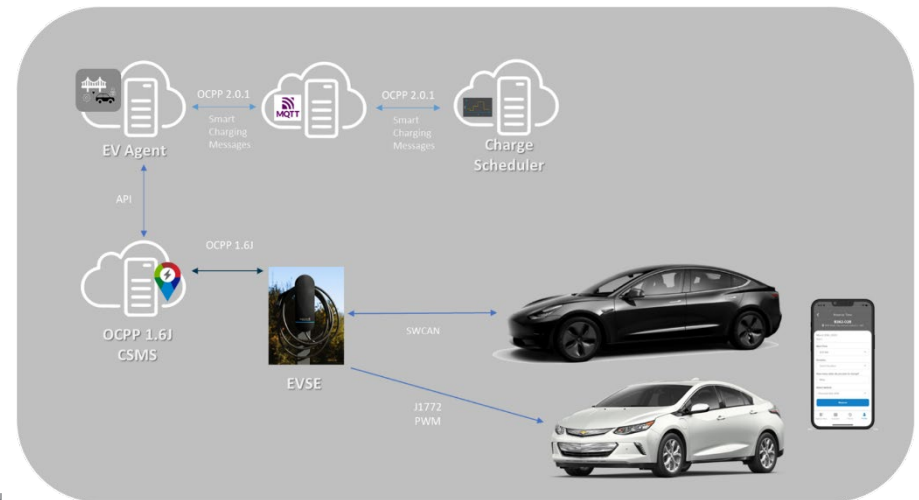 OCPP 2.0.1
OCPP 2.0.1
MQTT
Smart
Charging
Messages
Smart
Charging
Messages
EV Agent
Charge
Scheduler
API
OCPP 1.6J
OCPP 1.6J
CSMS
SWCAN
EVSE
J1772
PWM